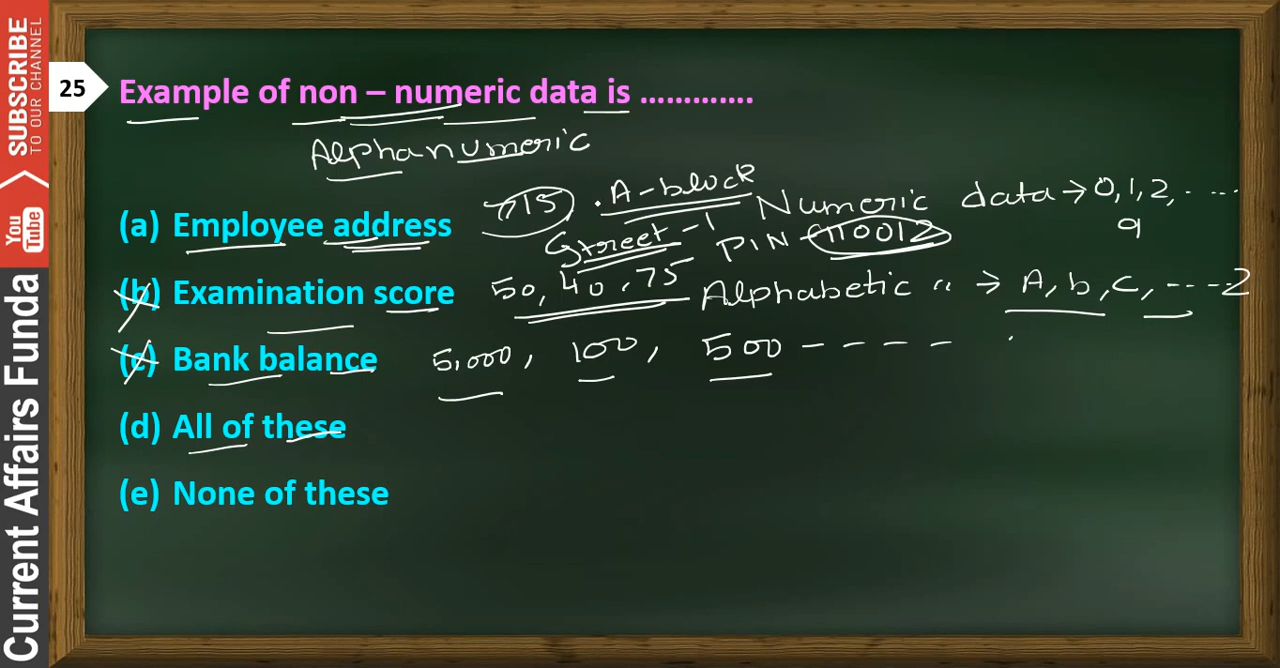 SUBSCRIBE
TO OUR CHANNEL
You Tube
Current Affairs Funda
25
Example of non – numeric data is .............
Alphanumeric
(a) Employee address
715, A-block
Street-1
PIN-110012
Numeric data → 0, 1, 2, .....
9
(b) Examination score
50, 40, 75
Alphabetic " → A, b, C, ---- Z
(c) Bank balance 5,000, 100, 500 - - - -
(d) All of these
(e) None of these